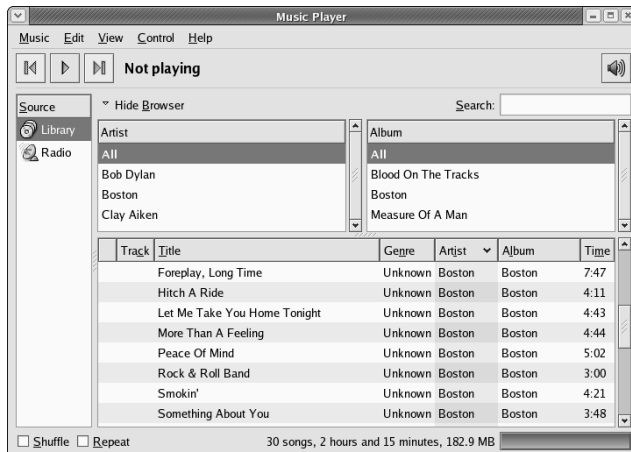 Music Player
Music Edit View Control Help
Not playing
Source
Library
Radio
Hide Browser Search:
Artist
All
Bob Dylan
Boston
Clay Aiken
Album
All
Blood On The Tracks
Boston
Measure Of A Man
Track Title Genre Artist Album Time
Foreplay, Long Time Unknown Boston Boston 7:47
Hitch A Ride Unknown Boston Boston 4:11
Let Me Take You Home Tonight Unknown Boston Boston 4:43
More Than A Feeling Unknown Boston Boston 4:44
Peace Of Mind Unknown Boston Boston 5:02
Rock & Roll Band Unknown Boston Boston 3:00
Smokin' Unknown Boston Boston 4:21
Something About You Unknown Boston Boston 3:48
Shuffle Repeat 30 songs, 2 hours and 15 minutes, 182.9 MB